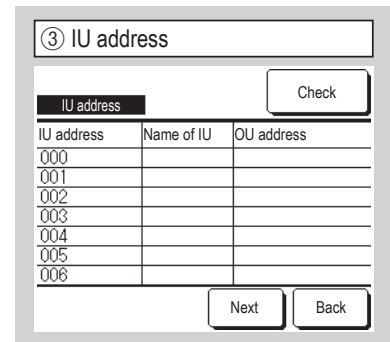 ③ IU address
Check
IU address
IU address Name of IU OU address
000
001
002
003
004
005
006
Next Back